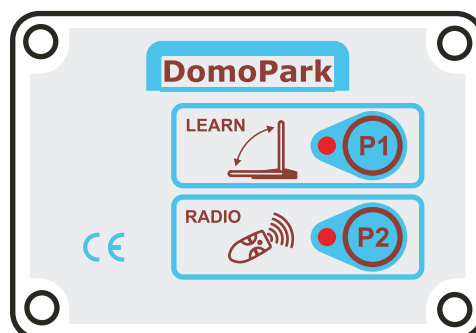 DomoPark
LEARN
P1
RADIO
P2
CE